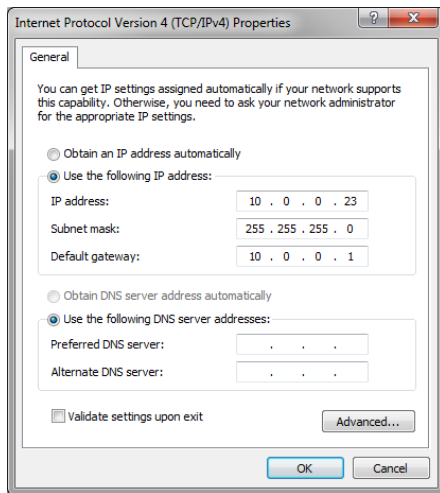 Internet Protocol Version 4 (TCP/IPv4) Properties
General
You can get IP settings assigned automatically if your network supports
this capability. Otherwise, you need to ask your network administrator
for the appropriate IP settings.
Obtain an IP address automatically
Use the following IP address:
IP address: 10 . 0 . 0 . 23
Subnet mask: 255 . 255 . 255 . 0
Default gateway: 10 . 0 . 0 . 1
Obtain DNS server address automatically
Use the following DNS server addresses:
Preferred DNS server: . . .
Alternate DNS server: . . .
Validate settings upon exit
Advanced...
OK Cancel